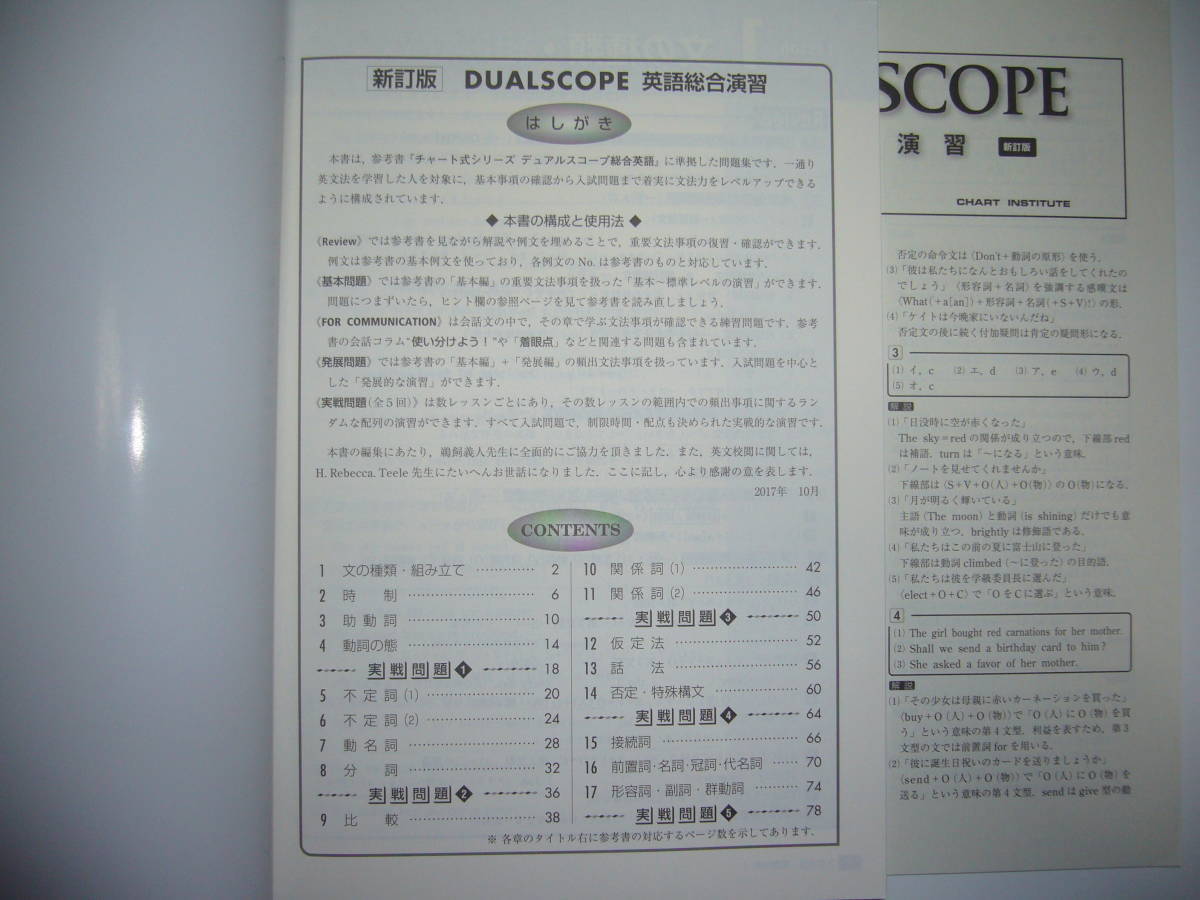 新訂版 DUALSCOPE 英語総合演習
はしがき
本書は，参考書『チャート式シリーズ デュアルスコープ総合英語』に準拠した問題集です．一通り
英文法を学習した人を対象に，基本事項の確認から入試問題まで着実に文法力をレベルアップできる
ように構成されています．
◆ 本書の構成と使用法 ◆
《Review》では参考書を見ながら解説や例文を埋めることで，重要文法事項の復習・確認ができます．
例文は参考書の基本例文を使っており，各例文の No. は参考書のものと対応しています．
《基本問題》では参考書の「基本編」の重要文法事項を扱った「基本〜標準レベルの演習」ができます．
問題につまずいたら，ヒント欄の参照ページを見て参考書を読み直しましょう．
《FOR COMMUNICATION》は会話文の中で，その章で学ぶ文法事項が確認できる練習問題です．参考
書の会話コラム“使い分けよう！”や「着眼点」などと関連する問題も含まれています．
《発展問題》では参考書の「基本編」＋「発展編」の頻出文法事項を扱っています．入試問題を中心と
した「発展的な演習」ができます．
《実戦問題(全５回)》は数レッスンごとにあり，その数レッスンの範囲内での頻出事項に関するラン
ダムな配列の演習ができます．すべて入試問題で，制限時間・配点も決められた実戦的な演習です．
本書の編集にあたり，鵜飼義人先生に全面的にご協力を頂きました．また，英文校閲に関しては，
H. Rebecca. Teele 先生にたいへんお世話になりました．ここに記し，心より感謝の意を表します．
2017年 10月
CONTENTS
1 文の種類・組み立て ………… 2
2 時 制 ………… 6
3 助動詞 ………… 10
4 動詞の態 ………… 14
実戦問題 1 18
5 不定詞 (1) ………… 20
6 不定詞 (2) ………… 24
7 動名詞 ………… 28
8 分 詞 ………… 32
実戦問題 2 36
9 比 較 ………… 38
10 関係詞 (1) ………… 42
11 関係詞 (2) ………… 46
実戦問題 3 50
12 仮定法 ………… 52
13 話 法 ………… 56
14 否定・特殊構文 ………… 60
実戦問題 4 64
15 接続詞 ………… 66
16 前置詞・名詞・冠詞・代名詞 …… 70
17 形容詞・副詞・群動詞 ……… 74
実戦問題 5 78
※ 各章のタイトル右に参考書の対応するページ数を示してあります．
SCOPE
演習 新訂版
CHART INSTITUTE
否定の命令文は〈Don't＋動詞の原形〉を使う．
(3)「彼は私たちになんとおもしろい話をしてくれたの
でしょう」〈形容詞＋名詞〉を強調する感嘆文は
〈What(＋a[an])＋形容詞＋名詞(＋S＋V)!〉の形．
(4)「ケイトは今晩家にいないんだね」
否定文の後に続く付加疑問は肯定の疑問形になる．
3
(1) イ，c (2) エ，d (3) ア，e (4) ウ，d
(5) オ，c
解説
(1)「日没時に空が赤くなった」
The sky＝red の関係が成り立つので，下線部 red
は補語．turn は「〜になる」という意味．
(2)「ノートを見せてくれませんか」
下線部は〈S＋V＋O(人)＋O(物)〉の O(物)になる．
(3)「月が明るく輝いている」
主語(The moon)と動詞(is shining)だけでも意
味が成り立つ．brightly は修飾語である．
(4)「私たちはこの前の夏に富士山に登った」
下線部は動詞 climbed(〜に登った)の目的語．
(5)「私たちは彼を学級委員長に選んだ」
〈elect＋O＋C〉で「O を C に選ぶ」という意味．
4
(1) The girl bought red carnations for her mother.
(2) Shall we send a birthday card to him?
(3) She asked a favor of her mother.
解説
(1)「その少女は母親に赤いカーネーションを買った」
〈buy＋O(人)＋O(物)〉で「O(人)に O(物)を買
う」という意味の第４文型．利益を表すため，第３
文型の文では前置詞 for を用いる．
(2)「彼に誕生日祝いのカードを送りましょうか」
〈send＋O(人)＋O(物)〉で「O(人)に O(物)を
送る」という意味の第４文型．send は give 型の動